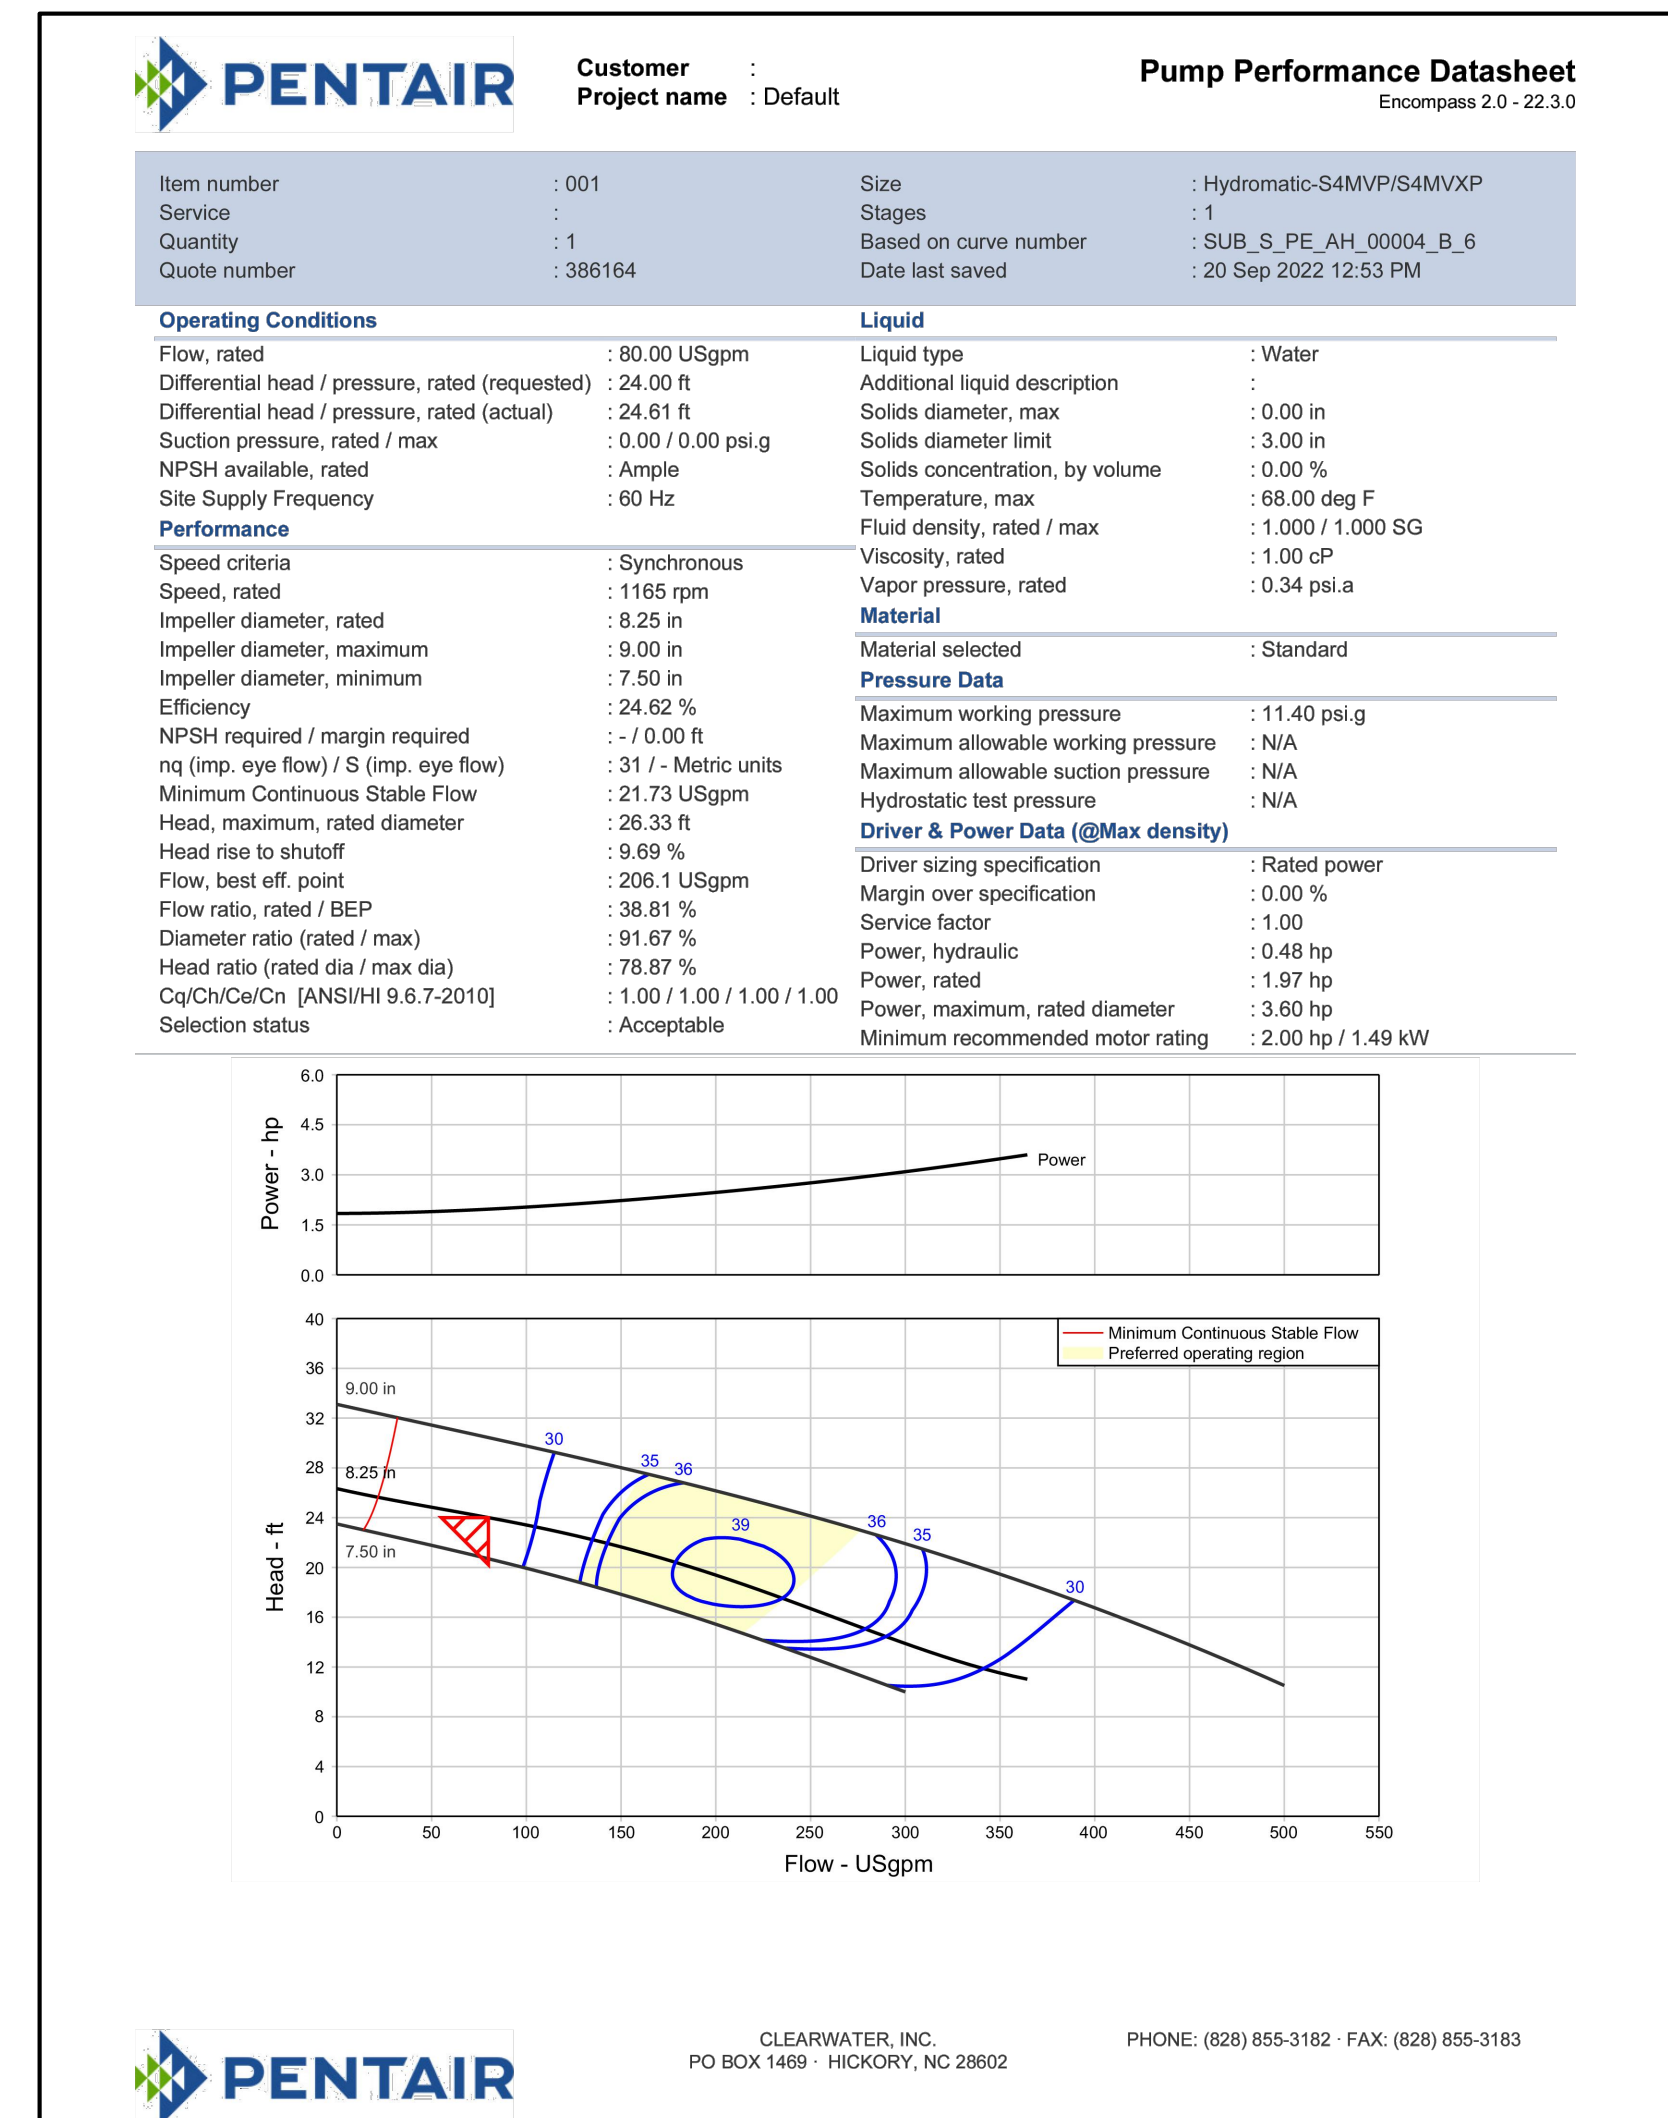 PENTAIR
Customer :
Project name : Default
Pump Performance Datasheet
Encompass 2.0 - 22.3.0
Item number : 001
Service :
Quantity : 1
Quote number : 386164
Size : Hydromatic-S4MVP/S4MVXP
Stages : 1
Based on curve number : SUB_S_PE_AH_00004_B_6
Date last saved : 20 Sep 2022 12:53 PM
Operating Conditions
Flow, rated : 80.00 USgpm
Differential head / pressure, rated (requested) : 24.00 ft
Differential head / pressure, rated (actual) : 24.61 ft
Suction pressure, rated / max : 0.00 / 0.00 psi.g
NPSH available, rated : Ample
Site Supply Frequency : 60 Hz
Performance
Speed criteria : Synchronous
Speed, rated : 1165 rpm
Impeller diameter, rated : 8.25 in
Impeller diameter, maximum : 9.00 in
Impeller diameter, minimum : 7.50 in
Efficiency : 24.62 %
NPSH required / margin required : - / 0.00 ft
nq (imp. eye flow) / S (imp. eye flow) : 31 / - Metric units
Minimum Continuous Stable Flow : 21.73 USgpm
Head, maximum, rated diameter : 26.33 ft
Head rise to shutoff : 9.69 %
Flow, best eff. point : 206.1 USgpm
Flow ratio, rated / BEP : 38.81 %
Diameter ratio (rated / max) : 91.67 %
Head ratio (rated dia / max dia) : 78.87 %
Cq/Ch/Ce/Cn [ANSI/HI 9.6.7-2010] : 1.00 / 1.00 / 1.00 / 1.00
Selection status : Acceptable
Liquid
Liquid type : Water
Additional liquid description :
Solids diameter, max : 0.00 in
Solids diameter limit : 3.00 in
Solids concentration, by volume : 0.00 %
Temperature, max : 68.00 deg F
Fluid density, rated / max : 1.000 / 1.000 SG
Viscosity, rated : 1.00 cP
Vapor pressure, rated : 0.34 psi.a
Material
Material selected : Standard
Pressure Data
Maximum working pressure : 11.40 psi.g
Maximum allowable working pressure : N/A
Maximum allowable suction pressure : N/A
Hydrostatic test pressure : N/A
Driver & Power Data (@Max density)
Driver sizing specification : Rated power
Margin over specification : 0.00 %
Service factor : 1.00
Power, hydraulic : 0.48 hp
Power, rated : 1.97 hp
Power, maximum, rated diameter : 3.60 hp
Minimum recommended motor rating : 2.00 hp / 1.49 kW
Power - hp
6.0
4.5
3.0
1.5
0.0
Power
Head - ft
40
36
32
28
24
20
16
12
8
4
0
Minimum Continuous Stable Flow
Preferred operating region
9.00 in
8.25 in
7.50 in
30
35
36
39
36
35
30
0 50 100 150 200 250 300 350 400 450 500 550
Flow - USgpm
PENTAIR
CLEARWATER, INC.
PO BOX 1469 · HICKORY, NC 28602
PHONE: (828) 855-3182 · FAX: (828) 855-3183